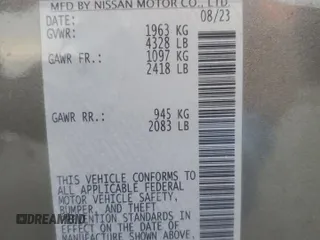 MFD BY NISSAN MOTOR CO., LTD.
DATE: 08/23
GVWR: 1963 KG
4328 LB
GAWR FR.: 1097 KG
2418 LB
GAWR RR.: 945 KG
2083 LB
THIS VEHICLE CONFORMS TO
ALL APPLICABLE FEDERAL
MOTOR VEHICLE SAFETY,
BUMPER, AND THEFT
PREVENTION STANDARDS IN
EFFECT ON THE DATE OF
MANUFACTURE
DREAMBID